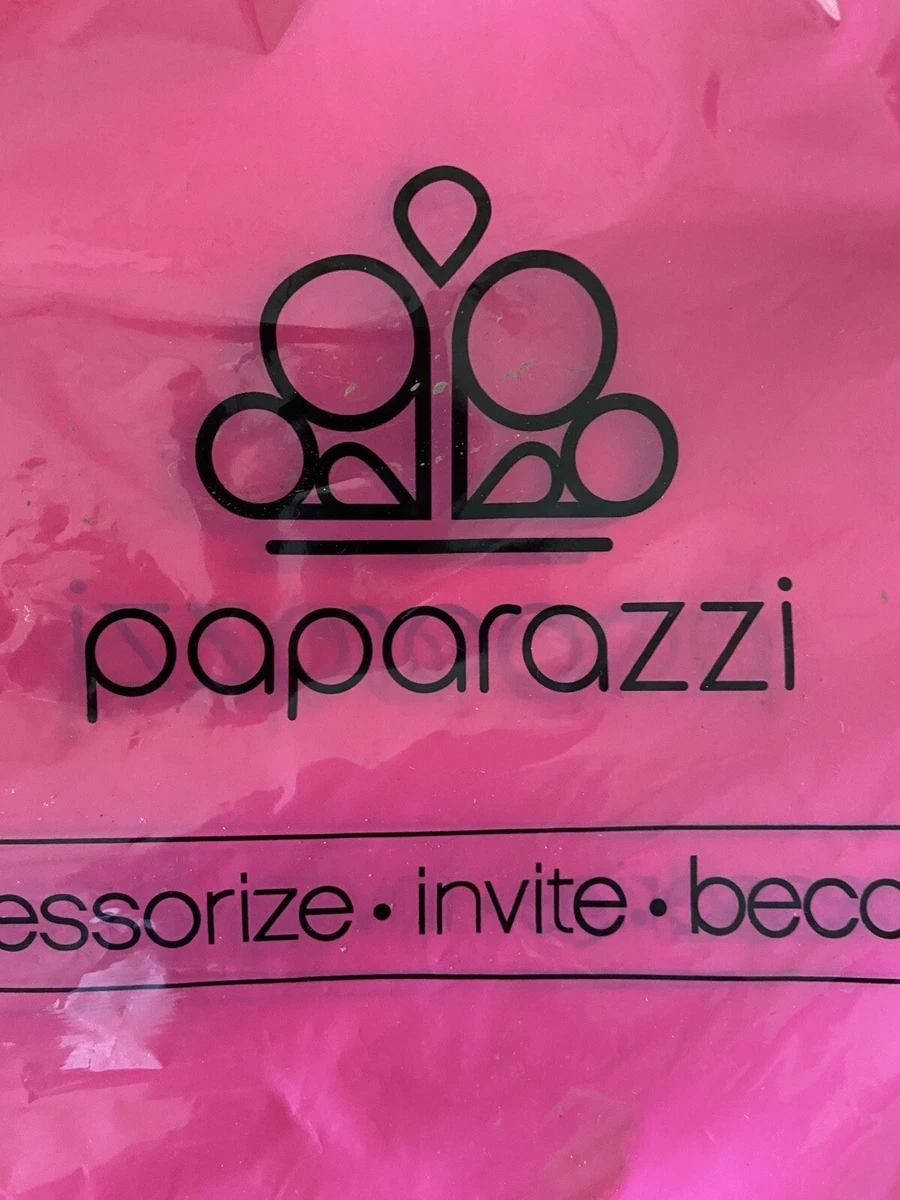 paparazzi
essorize • invite • beco